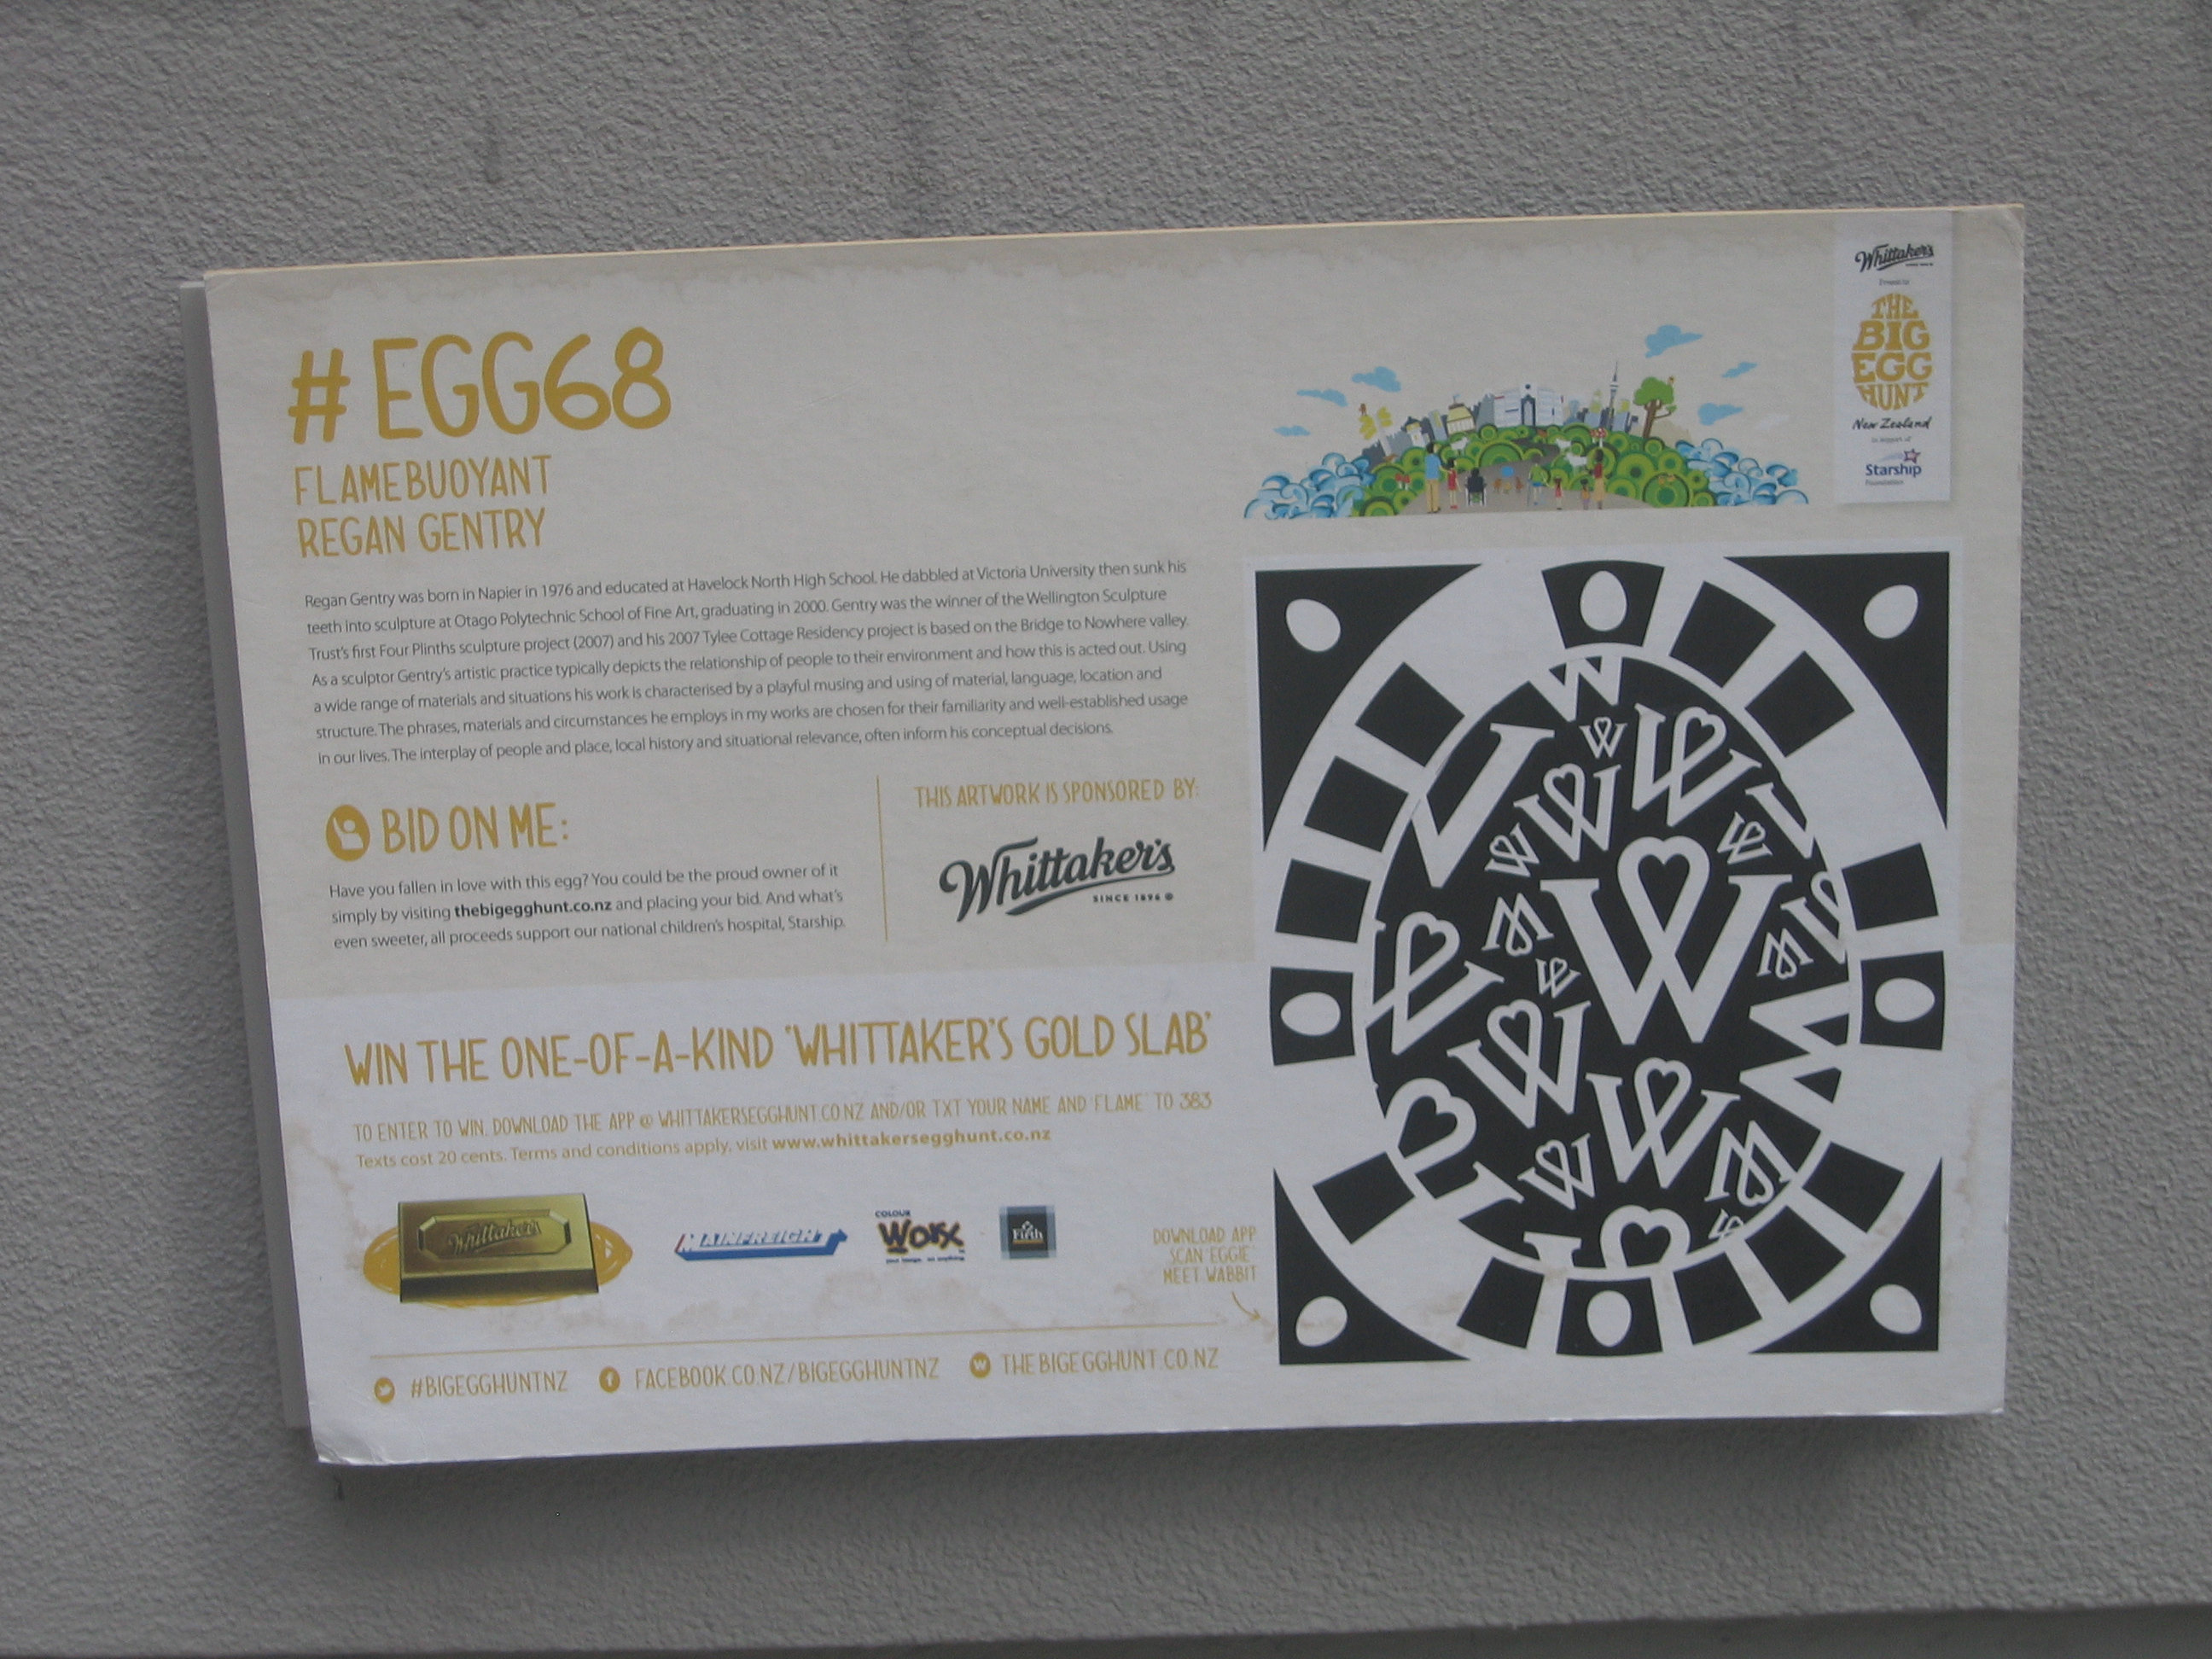 Whittaker's
Presents
THE
BIG
EGG
HUNT
New Zealand
in support of
Starship
Foundation
#EGG68
FLAMEBUOYANT
REGAN GENTRY
Regan Gentry was born in Napier in 1976 and educated at Havelock North High School. He dabbled at Victoria University then sunk his
teeth into sculpture at Otago Polytechnic School of Fine Art, graduating in 2000. Gentry was the winner of the Wellington Sculpture
Trust's first Four Plinths sculpture project (2007) and his 2007 Tylee Cottage Residency project is based on the Bridge to Nowhere valley.
As a sculptor Gentry's artistic practice typically depicts the relationship of people to their environment and how this is acted out. Using
a wide range of materials and situations his work is characterised by a playful musing and using of material, language, location and
structure. The phrases, materials and circumstances he employs in my works are chosen for their familiarity and well-established usage
in our lives. The interplay of people and place, local history and situational relevance, often inform his conceptual decisions.
BID ON ME:
Have you fallen in love with this egg? You could be the proud owner of it
simply by visiting thebigegghunt.co.nz and placing your bid. And what's
even sweeter, all proceeds support our national children's hospital, Starship.
THIS ARTWORK IS SPONSORED BY:
Whittaker's
SINCE 1896
WIN THE ONE-OF-A-KIND 'WHITTAKER'S GOLD SLAB'
TO ENTER TO WIN, DOWNLOAD THE APP @ WHITTAKERSEGGHUNT.CO.NZ AND/OR TXT YOUR NAME AND 'FLAME' TO 383
Texts cost 20 cents. Terms and conditions apply, visit www.whittakersegghunt.co.nz
Whittaker's
MAINFREIGHT
COLOUR
WORX
Firth
DOWNLOAD APP
SCAN 'EGGIE'
MEET WABBIT
#BIGEGGHUNTNZ
FACEBOOK.CO.NZ/BIGEGGHUNTNZ
THEBIGEGGHUNT.CO.NZ